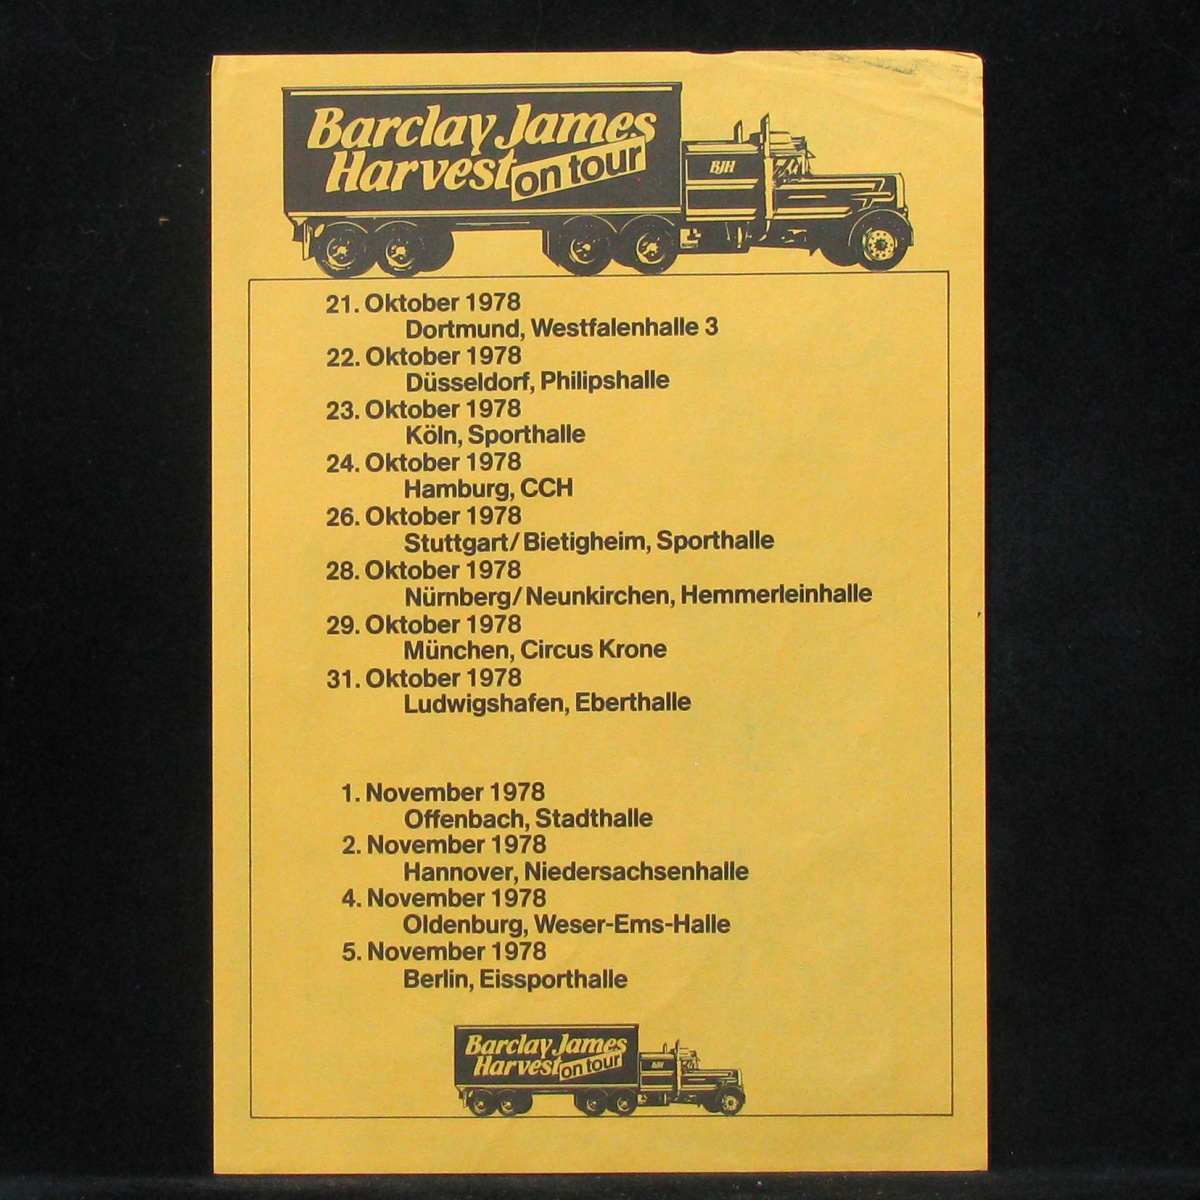 Barclay James
Harvest on tour
BJH
21. Oktober 1978
Dortmund, Westfalenhalle 3
22. Oktober 1978
Düsseldorf, Philipshalle
23. Oktober 1978
Köln, Sporthalle
24. Oktober 1978
Hamburg, CCH
26. Oktober 1978
Stuttgart/Bietigheim, Sporthalle
28. Oktober 1978
Nürnberg/Neunkirchen, Hemmerleinhalle
29. Oktober 1978
München, Circus Krone
31. Oktober 1978
Ludwigshafen, Eberthalle
1. November 1978
Offenbach, Stadthalle
2. November 1978
Hannover, Niedersachsenhalle
4. November 1978
Oldenburg, Weser-Ems-Halle
5. November 1978
Berlin, Eissporthalle
Barclay James
Harvest on tour
BJH